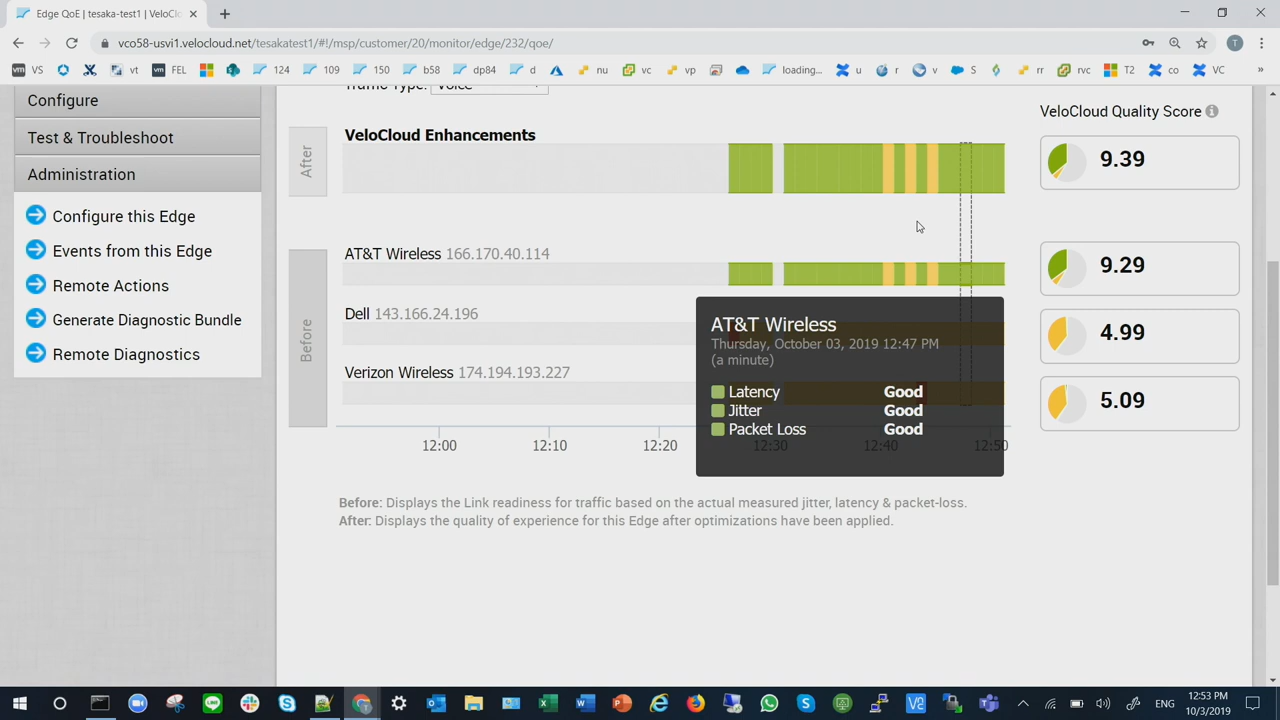 Edge QoE | tesaka-test1 | VeloClo
vco58-usvi1.velocloud.net/tesakatest1/#!/msp/customer/20/monitor/edge/232/qoe/
VS vt FEL 124 109 150 b58 dp84 d nu vc vp loading... u r v S rr rvc T2 co VC »
Configure
Test & Troubleshoot
Administration
Configure this Edge
Events from this Edge
Remote Actions
Generate Diagnostic Bundle
Remote Diagnostics
Traffic Type: Voice
VeloCloud Quality Score
After
VeloCloud Enhancements
9.39
Before
AT&T Wireless 166.170.40.114
9.29
Dell 143.166.24.196
4.99
Verizon Wireless 174.194.193.227
5.09
AT&T Wireless
Thursday, October 03, 2019 12:47 PM
(a minute)
Latency Good
Jitter Good
Packet Loss Good
12:00 12:10 12:20 12:30 12:40 12:50
Before: Displays the Link readiness for traffic based on the actual measured jitter, latency & packet-loss.
After: Displays the quality of experience for this Edge after optimizations have been applied.
ENG
12:53 PM
10/3/2019